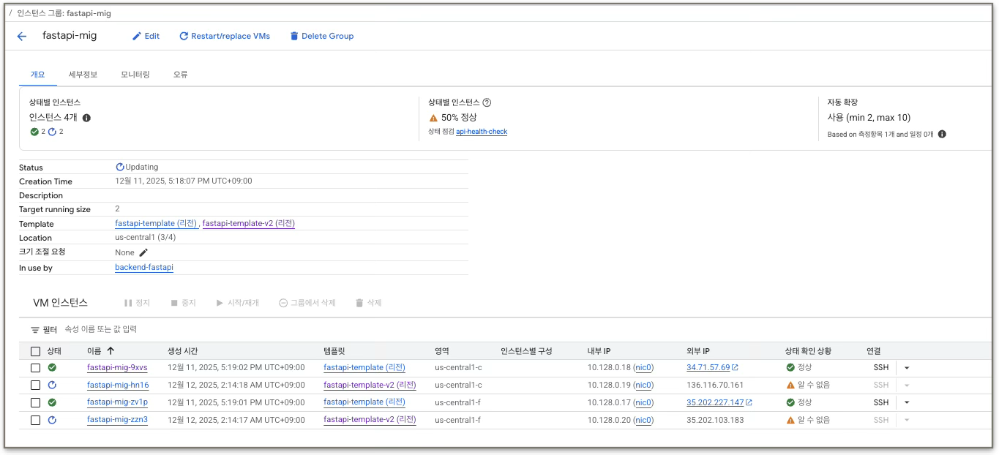 / 인스턴스 그룹: fastapi-mig
fastapi-mig Edit Restart/replace VMs Delete Group
개요 세부정보 모니터링 오류
상태별 인스턴스
인스턴스 4개
2 2
상태별 인스턴스
50% 정상
상태 점검 api-health-check
자동 확장
사용 (min 2, max 10)
Based on 측정항목 1개 and 일정 0개
Status Updating
Creation Time 12월 11, 2025, 5:18:07 PM UTC+09:00
Description
Target running size 2
Template fastapi-template (리전) , fastapi-template-v2 (리전)
Location us-central1 (3/4)
크기 조절 요청 None
In use by backend-fastapi
VM 인스턴스 정지 중지 시작/재개 그룹에서 삭제 삭제
필터 속성 이름 또는 값 입력
상태 이름 생성 시간 템플릿 영역 인스턴스별 구성 내부 IP 외부 IP 상태 확인 상황 연결
fastapi-mig-9xvs 12월 11, 2025, 5:19:02 PM UTC+09:00 fastapi-template (리전) us-central1-c 10.128.0.18 (nic0) 34.71.57.69 정상 SSH
fastapi-mig-hn16 12월 12, 2025, 2:14:18 AM UTC+09:00 fastapi-template-v2 (리전) us-central1-c 10.128.0.19 (nic0) 136.116.70.161 알 수 없음 SSH
fastapi-mig-zv1p 12월 11, 2025, 5:19:01 PM UTC+09:00 fastapi-template (리전) us-central1-f 10.128.0.17 (nic0) 35.202.227.147 정상 SSH
fastapi-mig-zzn3 12월 12, 2025, 2:14:17 AM UTC+09:00 fastapi-template-v2 (리전) us-central1-f 10.128.0.20 (nic0) 35.202.103.183 알 수 없음 SSH